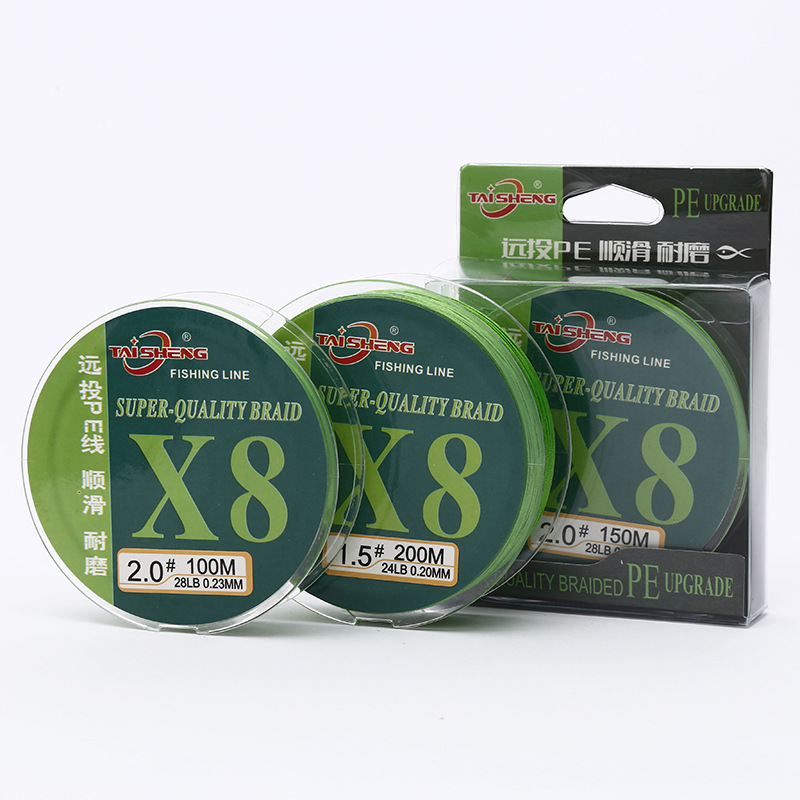 TAI SHENG®
PE UPGRADE
远投PE 顺滑 耐磨
TAI SHENG®
FISHING LINE
SUPER-QUALITY BRAID
X8
2.0# 100M
28LB 0.23MM
远投PE线 顺滑 耐磨
TAI SHENG®
FISHING LINE
SUPER-QUALITY BRAID
X8
1.5# 200M
24LB 0.20MM
远
TAI SHENG®
FISHING LINE
QUALITY BRAID
X8
2.0# 150M
28LB
QUALITY BRAIDED PE UPGRADE